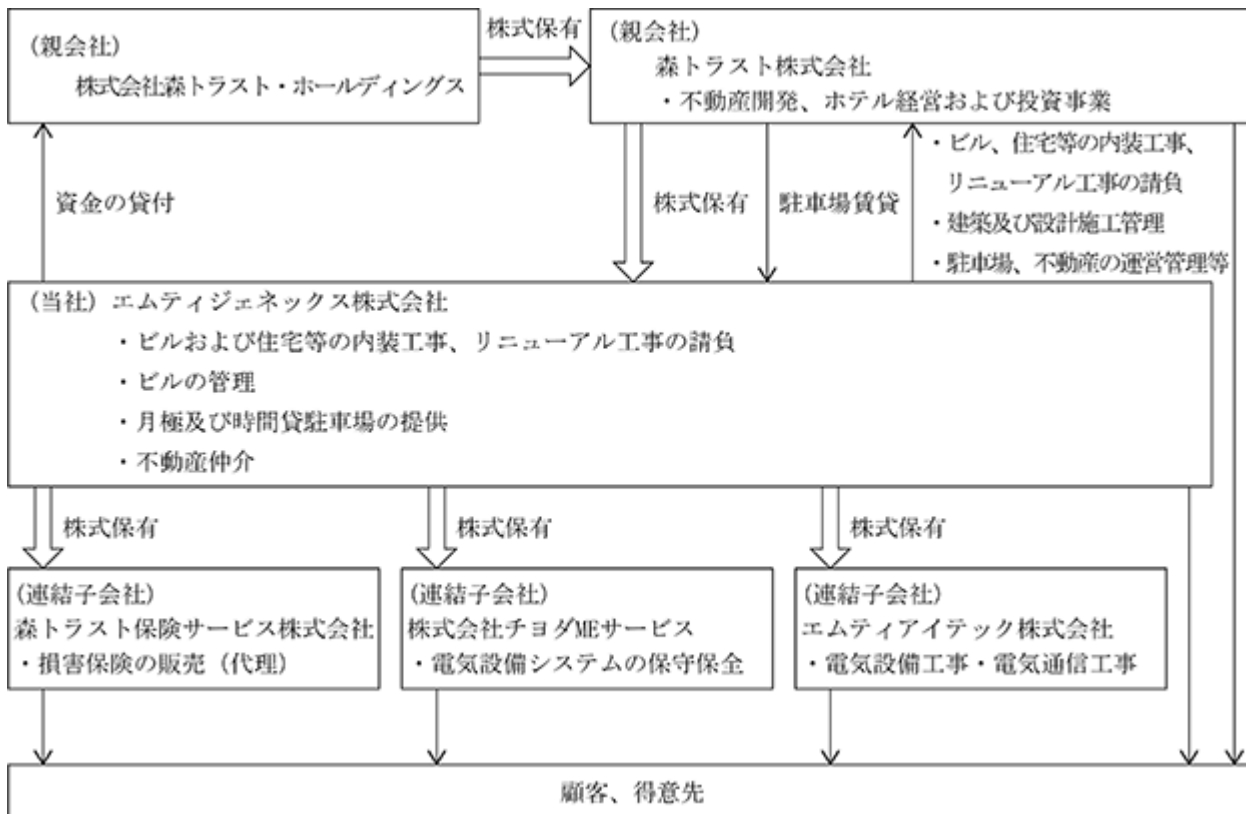 (親会社)
株式会社森トラスト・ホールディングス
株式保有
(親会社)
森トラスト株式会社
・不動産開発、ホテル経営および投資事業
資金の貸付
株式保有
駐車場賃貸
・ビル、住宅等の内装工事、
リニューアル工事の請負
・建築及び設計施工管理
・駐車場、不動産の運営管理等
(当社) エムティジェネックス株式会社
・ビルおよび住宅等の内装工事、リニューアル工事の請負
・ビルの管理
・月極及び時間貸駐車場の提供
・不動産仲介
株式保有
株式保有
株式保有
(連結子会社)
森トラスト保険サービス株式会社
・損害保険の販売（代理）
(連結子会社)
株式会社チヨダMEサービス
・電気設備システムの保守保全
(連結子会社)
エムティアイテック株式会社
・電気設備工事・電気通信工事
顧客、得意先